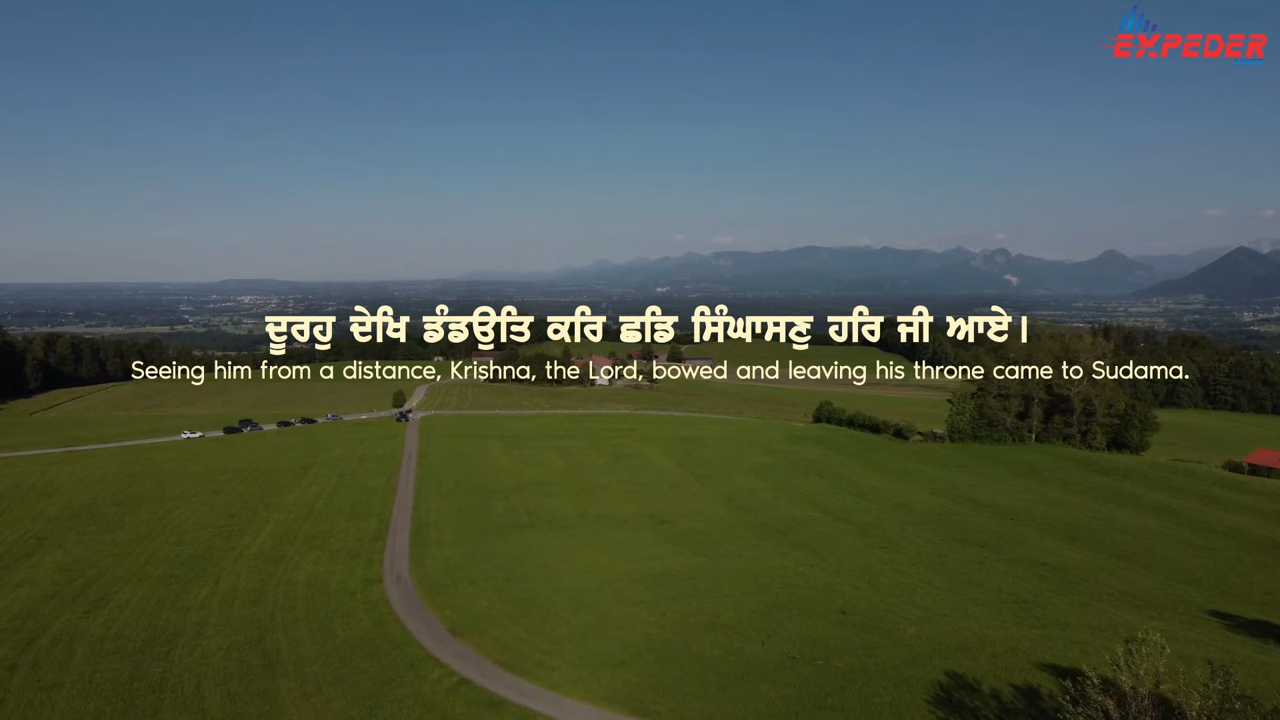 EXPEDER
ਦੂਰਹੁ ਦੇਖਿ ਡੰਡਉਤਿ ਕਰਿ ਛਡਿ ਸਿੰਘਾਸਣੁ ਹਰਿ ਜੀ ਆਏ।
Seeing him from a distance, Krishna, the Lord, bowed and leaving his throne came to Sudama.